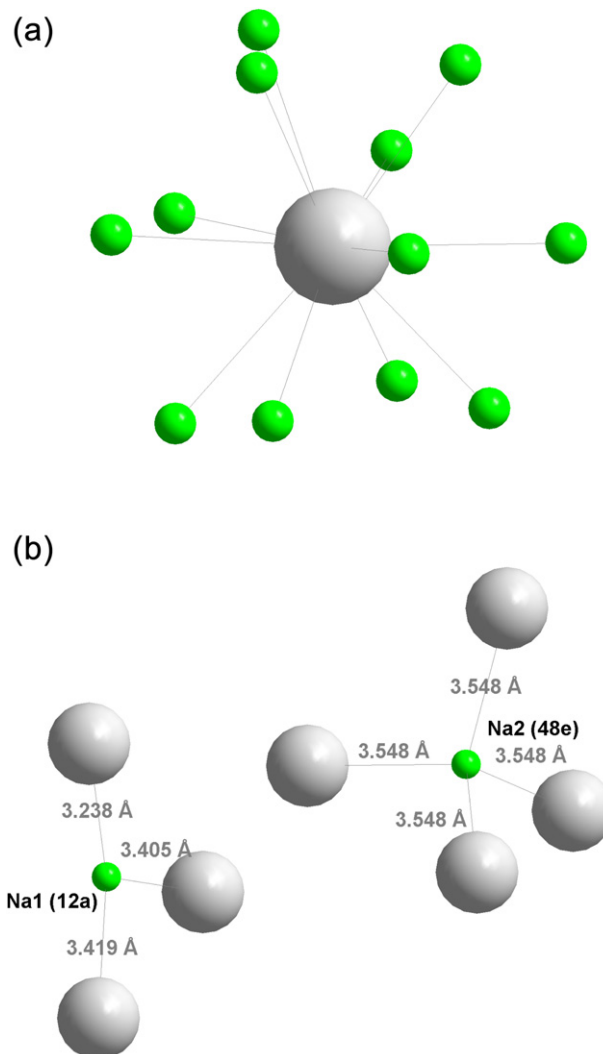 (a)
(b)
3.548 Å
Na2 (48e)
3.548 Å
3.548 Å
3.548 Å
3.238 Å
3.405 Å
Na1 (12a)
3.419 Å